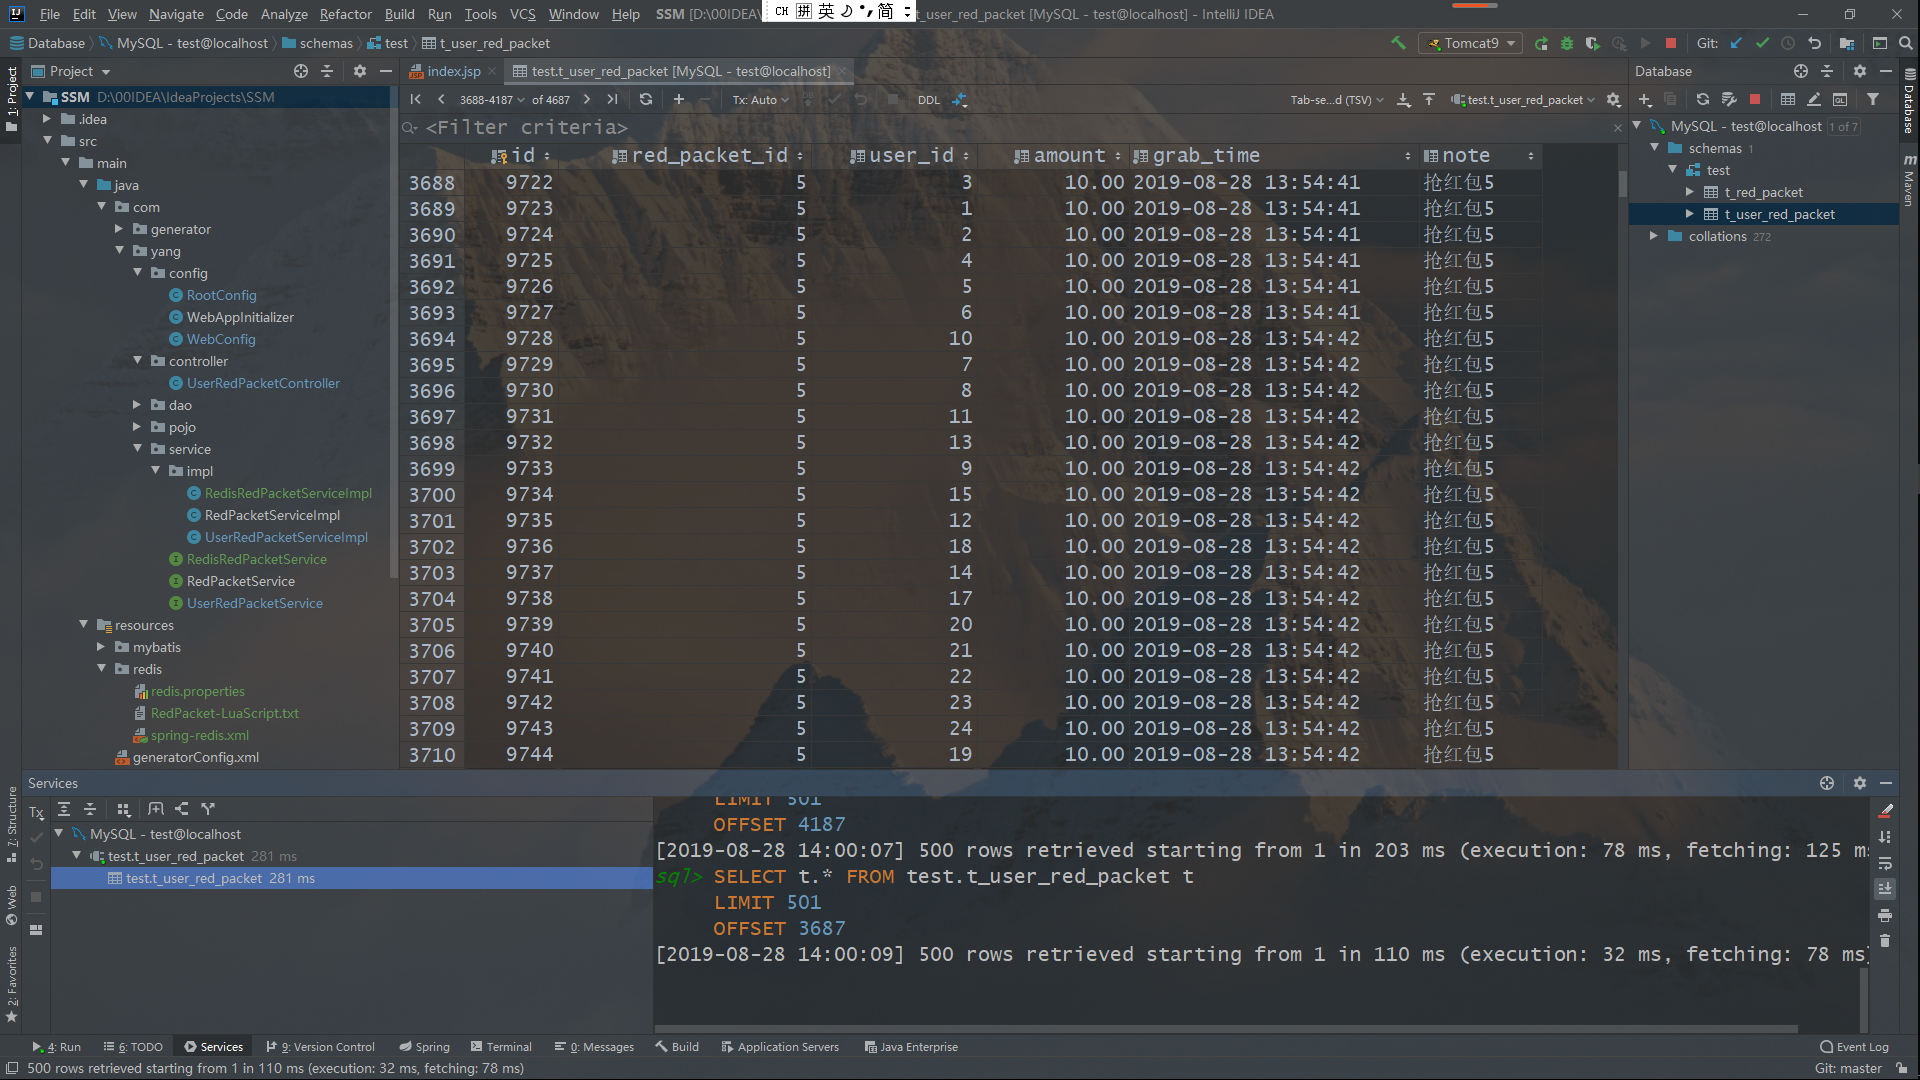 File Edit View Navigate Code Analyze Refactor Build Run Tools VCS Window Help SSM [D:\00IDEA\ CH 拼 英 简 t_user_red_packet [MySQL - test@localhost] - IntelliJ IDEA
Database MySQL - test@localhost schemas test t_user_red_packet Tomcat9 Git:
Project index.jsp test.t_user_red_packet [MySQL - test@localhost] Database
SSM D:\00IDEA\IdeaProjects\SSM
3688-4187 of 4687 Tx: Auto DDL Tab-se...d (TSV) test.t_user_red_packet
<Filter criteria>
id red_packet_id user_id amount grab_time note
3688 9722 5 3 10.00 2019-08-28 13:54:41 抢红包5
3689 9723 5 1 10.00 2019-08-28 13:54:41 抢红包5
3690 9724 5 2 10.00 2019-08-28 13:54:41 抢红包5
3691 9725 5 4 10.00 2019-08-28 13:54:41 抢红包5
3692 9726 5 5 10.00 2019-08-28 13:54:41 抢红包5
3693 9727 5 6 10.00 2019-08-28 13:54:41 抢红包5
3694 9728 5 10 10.00 2019-08-28 13:54:42 抢红包5
3695 9729 5 7 10.00 2019-08-28 13:54:42 抢红包5
3696 9730 5 8 10.00 2019-08-28 13:54:42 抢红包5
3697 9731 5 11 10.00 2019-08-28 13:54:42 抢红包5
3698 9732 5 13 10.00 2019-08-28 13:54:42 抢红包5
3699 9733 5 9 10.00 2019-08-28 13:54:42 抢红包5
3700 9734 5 15 10.00 2019-08-28 13:54:42 抢红包5
3701 9735 5 12 10.00 2019-08-28 13:54:42 抢红包5
3702 9736 5 18 10.00 2019-08-28 13:54:42 抢红包5
3703 9737 5 14 10.00 2019-08-28 13:54:42 抢红包5
3704 9738 5 17 10.00 2019-08-28 13:54:42 抢红包5
3705 9739 5 20 10.00 2019-08-28 13:54:42 抢红包5
3706 9740 5 21 10.00 2019-08-28 13:54:42 抢红包5
3707 9741 5 22 10.00 2019-08-28 13:54:42 抢红包5
3708 9742 5 23 10.00 2019-08-28 13:54:42 抢红包5
3709 9743 5 24 10.00 2019-08-28 13:54:42 抢红包5
3710 9744 5 19 10.00 2019-08-28 13:54:42 抢红包5
1: Project
.idea
src
main
java
com
generator
yang
config
RootConfig
WebAppInitializer
WebConfig
controller
UserRedPacketController
dao
pojo
service
impl
RedisRedPacketServiceImpl
RedPacketServiceImpl
UserRedPacketServiceImpl
RedisRedPacketService
RedPacketService
UserRedPacketService
resources
mybatis
redis
redis.properties
RedPacket-LuaScript.txt
spring-redis.xml
generatorConfig.xml
MySQL - test@localhost 1 of 7
schemas 1
test
t_red_packet
t_user_red_packet
collations 272
Database
Maven
Services
Tx
MySQL - test@localhost
test.t_user_red_packet 281 ms
test.t_user_red_packet 281 ms
7: Structure
Web
2: Favorites
LIMIT 501
OFFSET 4187
[2019-08-28 14:00:07] 500 rows retrieved starting from 1 in 203 ms (execution: 78 ms, fetching: 125 ms
sql> SELECT t.* FROM test.t_user_red_packet t
LIMIT 501
OFFSET 3687
[2019-08-28 14:00:09] 500 rows retrieved starting from 1 in 110 ms (execution: 32 ms, fetching: 78 ms)
4: Run 6: TODO Services 9: Version Control Spring Terminal 0: Messages Build Application Servers Java Enterprise Event Log
500 rows retrieved starting from 1 in 110 ms (execution: 32 ms, fetching: 78 ms) Git: master